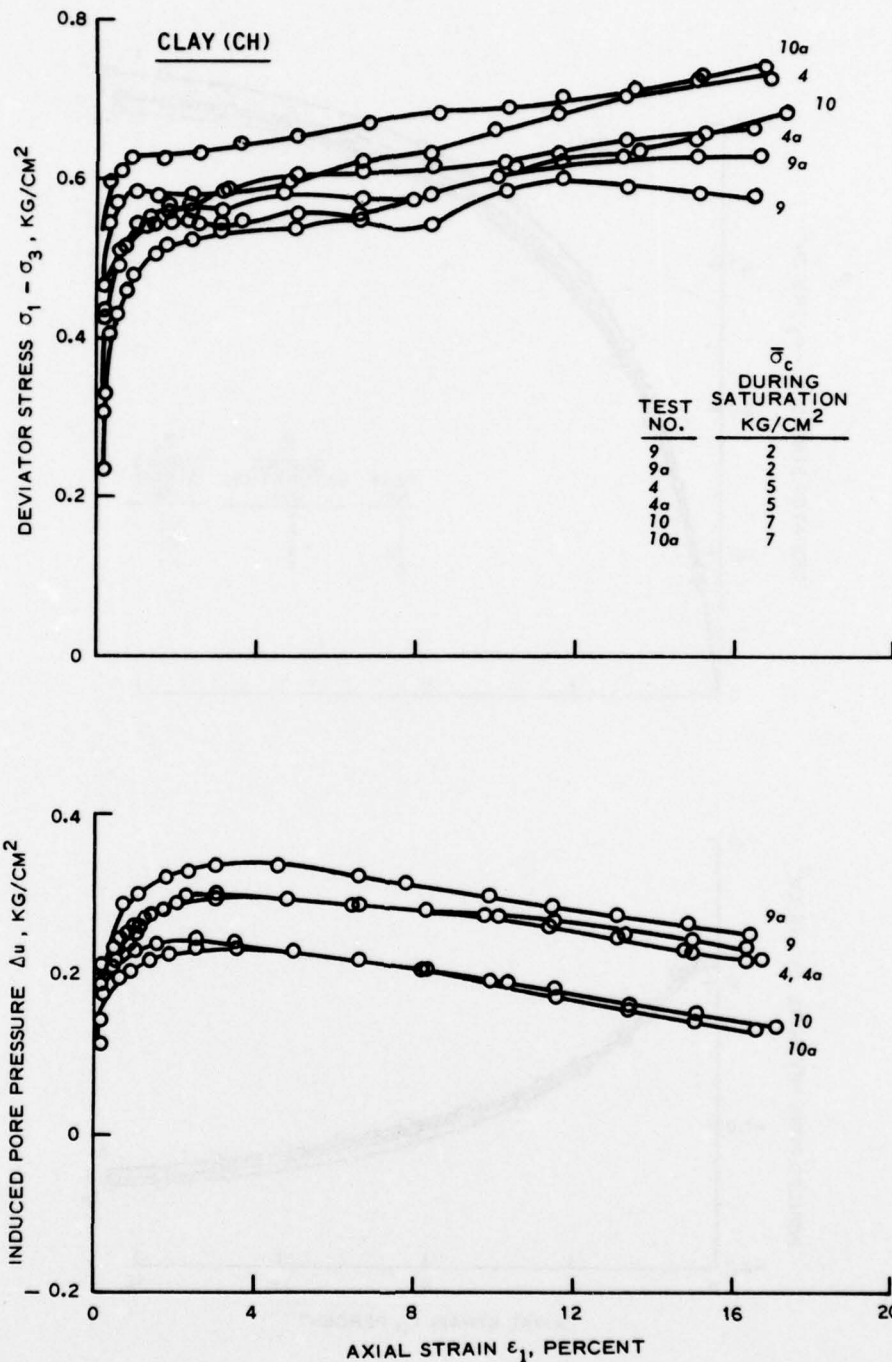 CLAY (CH)
0.8
0.6
0.4
0.2
0
DEVIATOR STRESS σ₁ – σ₃, KG/CM²
10a
4
10
4a
9a
9
TEST NO.
σ̄c DURING SATURATION KG/CM²
9 2
9a 2
4 5
4a 5
10 7
10a 7
0.4
0.2
0
– 0.2
INDUCED PORE PRESSURE Δu, KG/CM²
9a
9
4, 4a
10
10a
0 4 8 12 16 20
AXIAL STRAIN ε₁, PERCENT